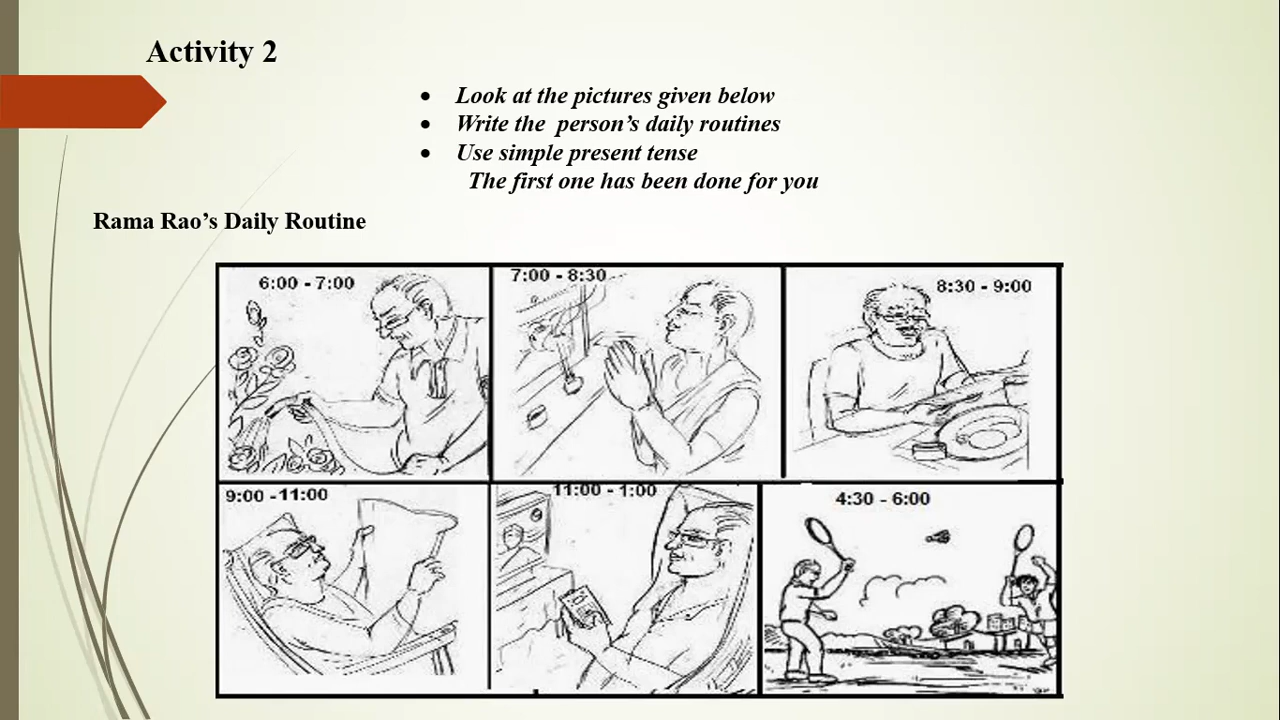 Activity 2
• Look at the pictures given below
• Write the person’s daily routines
• Use simple present tense
The first one has been done for you
Rama Rao’s Daily Routine
6:00 - 7:00
7:00 - 8:30
8:30 - 9:00
9:00 -11:00
11:00 - 1:00
4:30 - 6:00